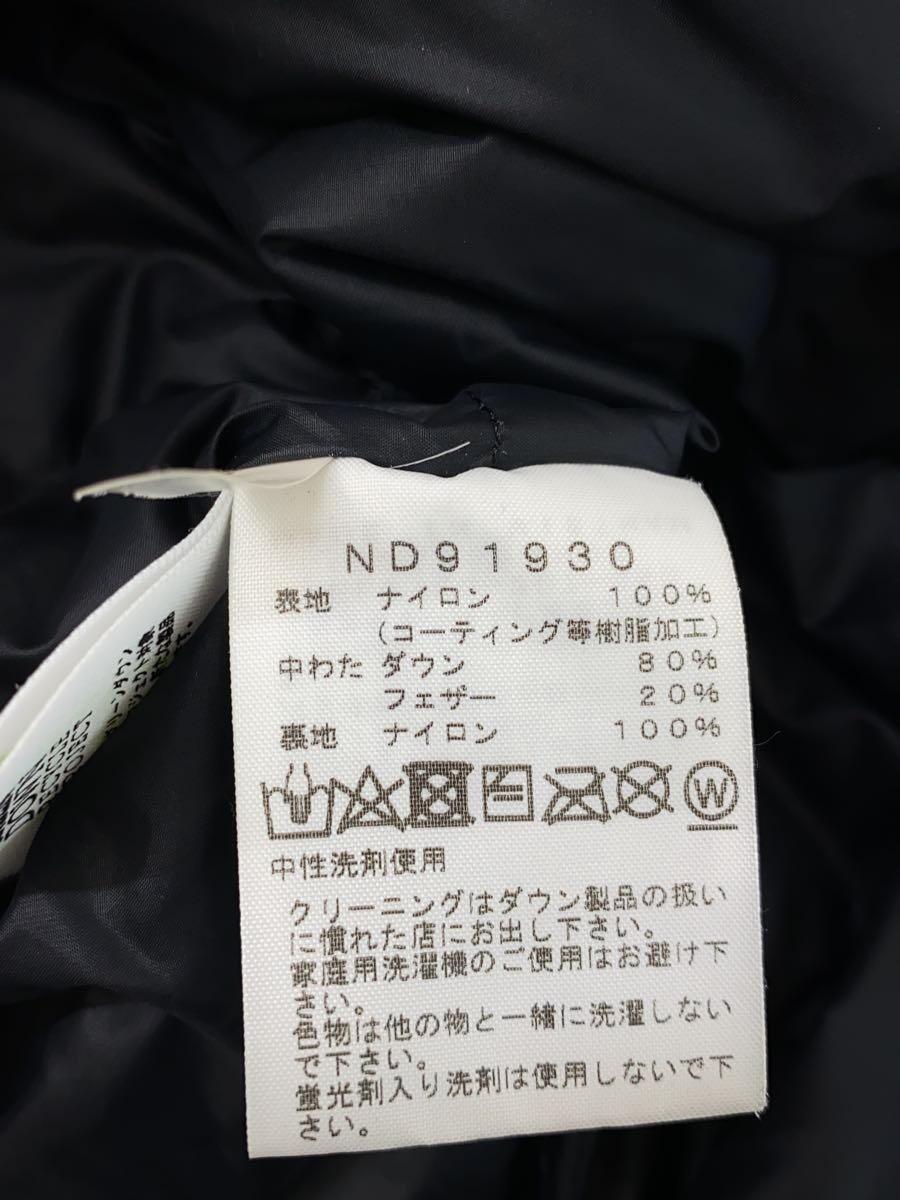 ND91930
表地 ナイロン 100%
(コーティング等樹脂加工)
中わた ダウン 80%
フェザー 20%
裏地 ナイロン 100%
W
中性洗剤使用
クリーニングはダウン製品の扱い
に慣れた店にお出し下さい。
家庭用洗濯機のご使用はお避け下
さい。
色物は他の物と一緒に洗濯しない
で下さい。
蛍光剤入り洗剤は使用しないで下
さい。